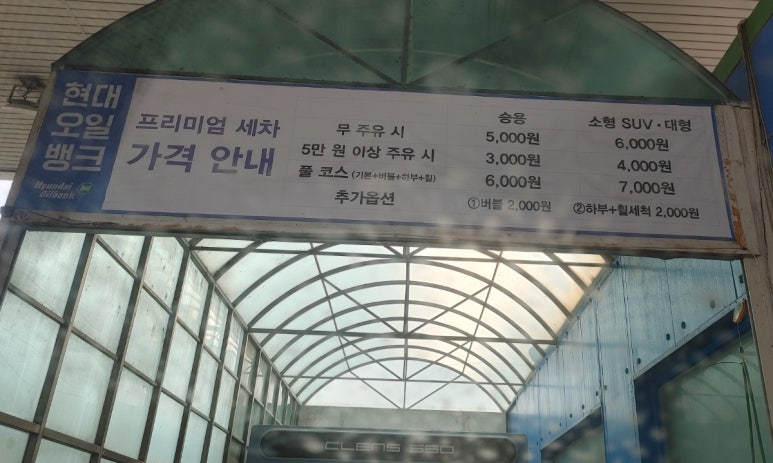 현대
오일
뱅크
Hyundai
Oilbank
프리미엄 세차
가격 안내
승용 소형 SUV · 대형
무 주유 시 5,000원 6,000원
5만 원 이상 주유 시 3,000원 4,000원
풀 코스 (기본+버블+하부+휠) 6,000원 7,000원
추가옵션 ①버블 2,000원 ②하부+휠세척 2,000원
CLENS 560